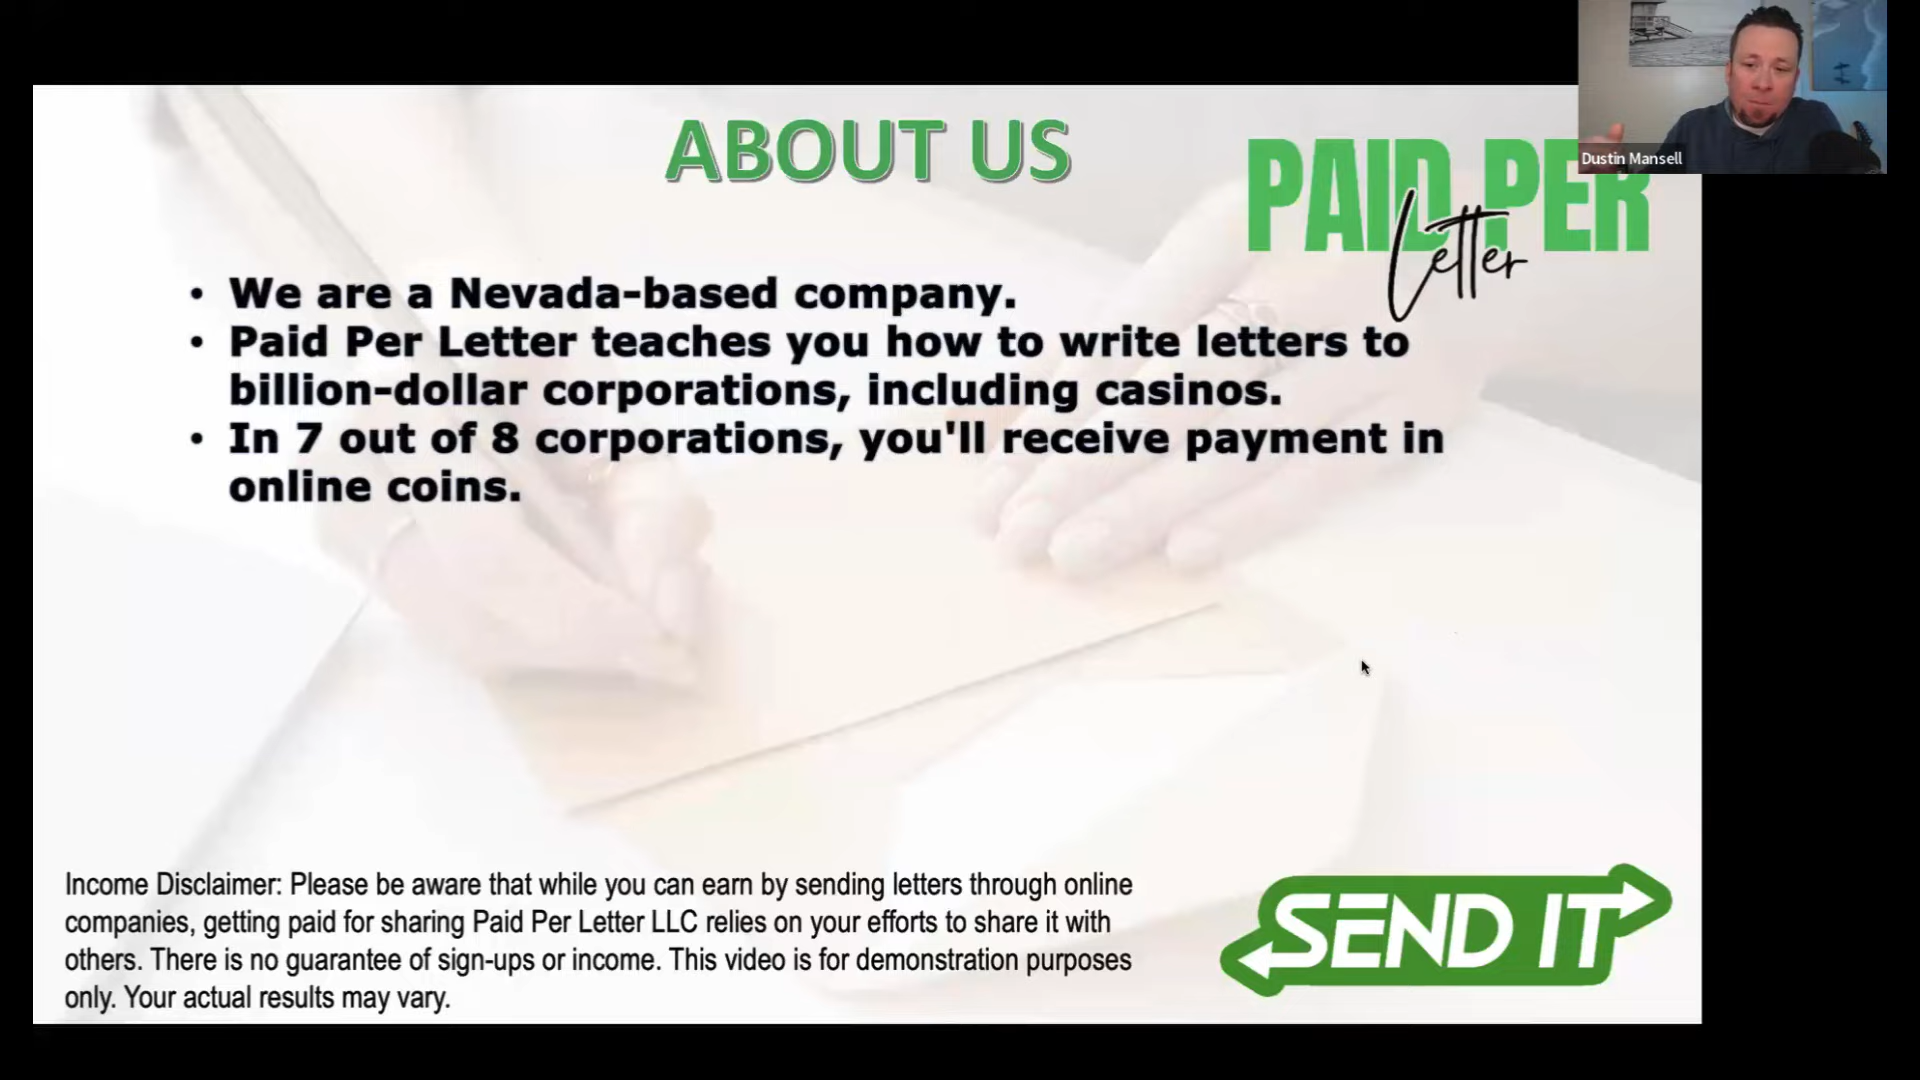 Dustin Mansell
ABOUT US
PAID PER
Letter
• We are a Nevada-based company.
• Paid Per Letter teaches you how to write letters to
billion-dollar corporations, including casinos.
• In 7 out of 8 corporations, you'll receive payment in
online coins.
Income Disclaimer: Please be aware that while you can earn by sending letters through online
companies, getting paid for sharing Paid Per Letter LLC relies on your efforts to share it with
others. There is no guarantee of sign-ups or income. This video is for demonstration purposes
only. Your actual results may vary.
SEND IT